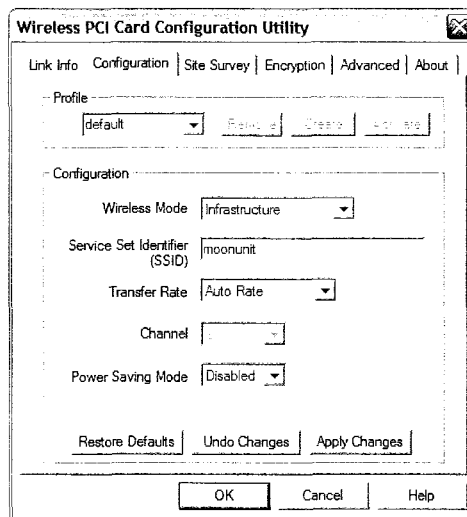 Wireless PCI Card Configuration Utility
Link Info Configuration Site Survey Encryption Advanced About
Profile
default
Configuration
Wireless Mode Infrastructure
Service Set Identifier (SSID) moonunit
Transfer Rate Auto Rate
Channel
Power Saving Mode Disabled
Restore Defaults Undo Changes Apply Changes
OK Cancel Help